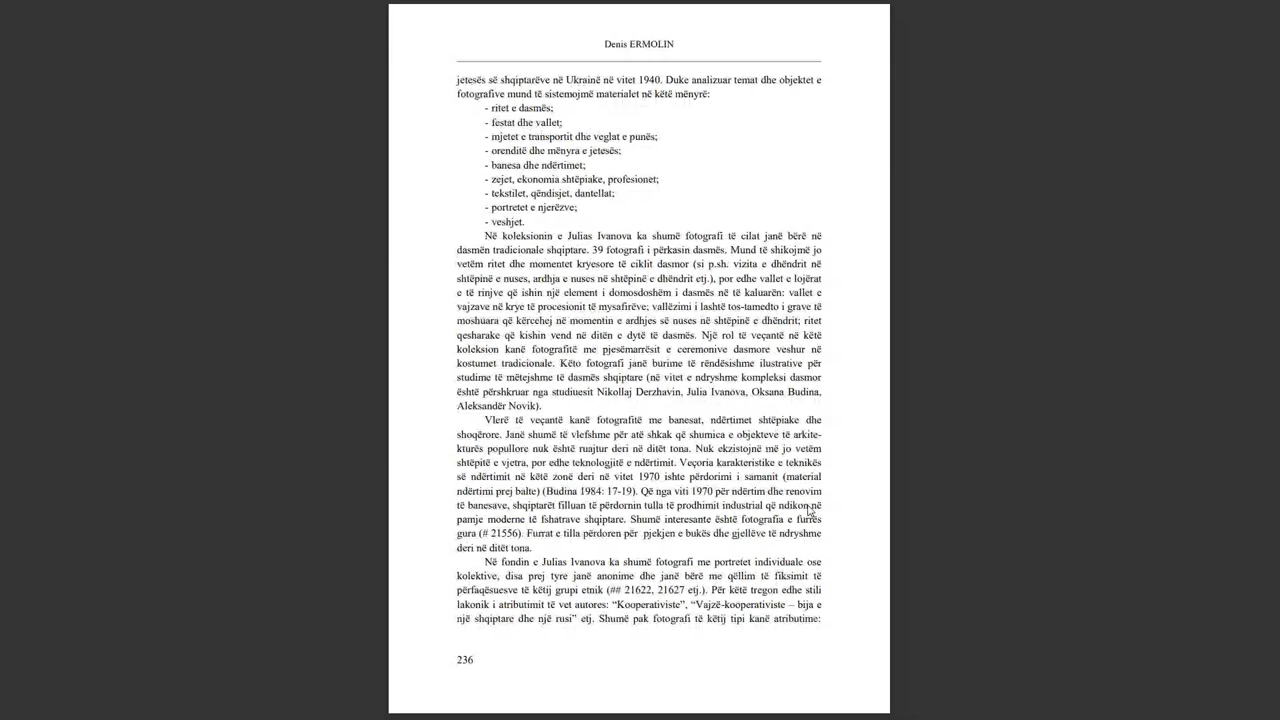 Denis ERMOLIN
jetesës së shqiptarëve në Ukrainë në vitet 1940. Duke analizuar temat dhe objektet e
fotografive mund të sistemojmë materialet në këtë mënyrë:
- ritet e dasmës;
- festat dhe vallet;
- mjetet e transportit dhe veglat e punës;
- orenditë dhe mënyra e jetesës;
- banesa dhe ndërtimet;
- zejet, ekonomia shtëpiake, profesionet;
- tekstilet, qëndisjet, dantellat;
- portretet e njerëzve;
- veshjet.
Në koleksionin e Julias Ivanova ka shumë fotografi të cilat janë bërë në
dasmën tradicionale shqiptare. 39 fotografi i përkasin dasmës. Mund të shikojmë jo
vetëm ritet dhe momentet kryesore të ciklit dasmor (si p.sh. vizita e dhëndrit në
shtëpinë e nuses, ardhja e nuses në shtëpinë e dhëndrit etj.), por edhe vallet e lojërat
e të rinjve që ishin një element i domosdoshëm i dasmës në të kaluarën: vallet e
vajzave në krye të procesionit të mysafirëve; vallëzimi i lashtë tos-tamedto i grave të
moshuara që kërcehej në momentin e ardhjes së nuses në shtëpinë e dhëndrit; ritet
qesharake që kishin vend në ditën e dytë të dasmës. Një rol të veçantë në këtë
koleksion kanë fotografitë me pjesëmarrësit e ceremonive dasmore veshur në
kostumet tradicionale. Këto fotografi janë burime të rëndësishme ilustrative për
studime të mëtejshme të dasmës shqiptare (në vitet e ndryshme kompleksi dasmor
është përshkruar nga studiuesit Nikollaj Derzhavin, Julia Ivanova, Oksana Budina,
Aleksandër Novik).
Vlerë të veçantë kanë fotografitë me banesat, ndërtimet shtëpiake dhe
shoqërore. Janë shumë të vlefshme për atë shkak që shumica e objekteve të arkite-
kturës popullore nuk është ruajtur deri në ditët tona. Nuk ekzistojnë më jo vetëm
shtëpitë e vjetra, por edhe teknologjitë e ndërtimit. Veçoria karakteristike e teknikës
së ndërtimit në këtë zonë deri në vitet 1970 ishte përdorimi i samanit (material
ndërtimi prej balte) (Budina 1984: 17-19). Që nga viti 1970 për ndërtim dhe renovim
të banesave, shqiptarët filluan të përdornin tulla të prodhimit industrial që ndikon në
pamje moderne të fshatrave shqiptare. Shumë interesante është fotografia e furrës
gura (# 21556). Furrat e tilla përdoren për pjekjen e bukës dhe gjellëve të ndryshme
deri në ditët tona.
Në fondin e Julias Ivanova ka shumë fotografi me portretet individuale ose
kolektive, disa prej tyre janë anonime dhe janë bërë me qëllim të fiksimit të
përfaqësuesve të këtij grupi etnik (## 21622, 21627 etj.). Për këtë tregon edhe stili
lakonik i atributimit të vet autores: “Kooperativiste”, “Vajzë-kooperativiste – bija e
një shqiptare dhe një rusi” etj. Shumë pak fotografi të këtij tipi kanë atributime:
236